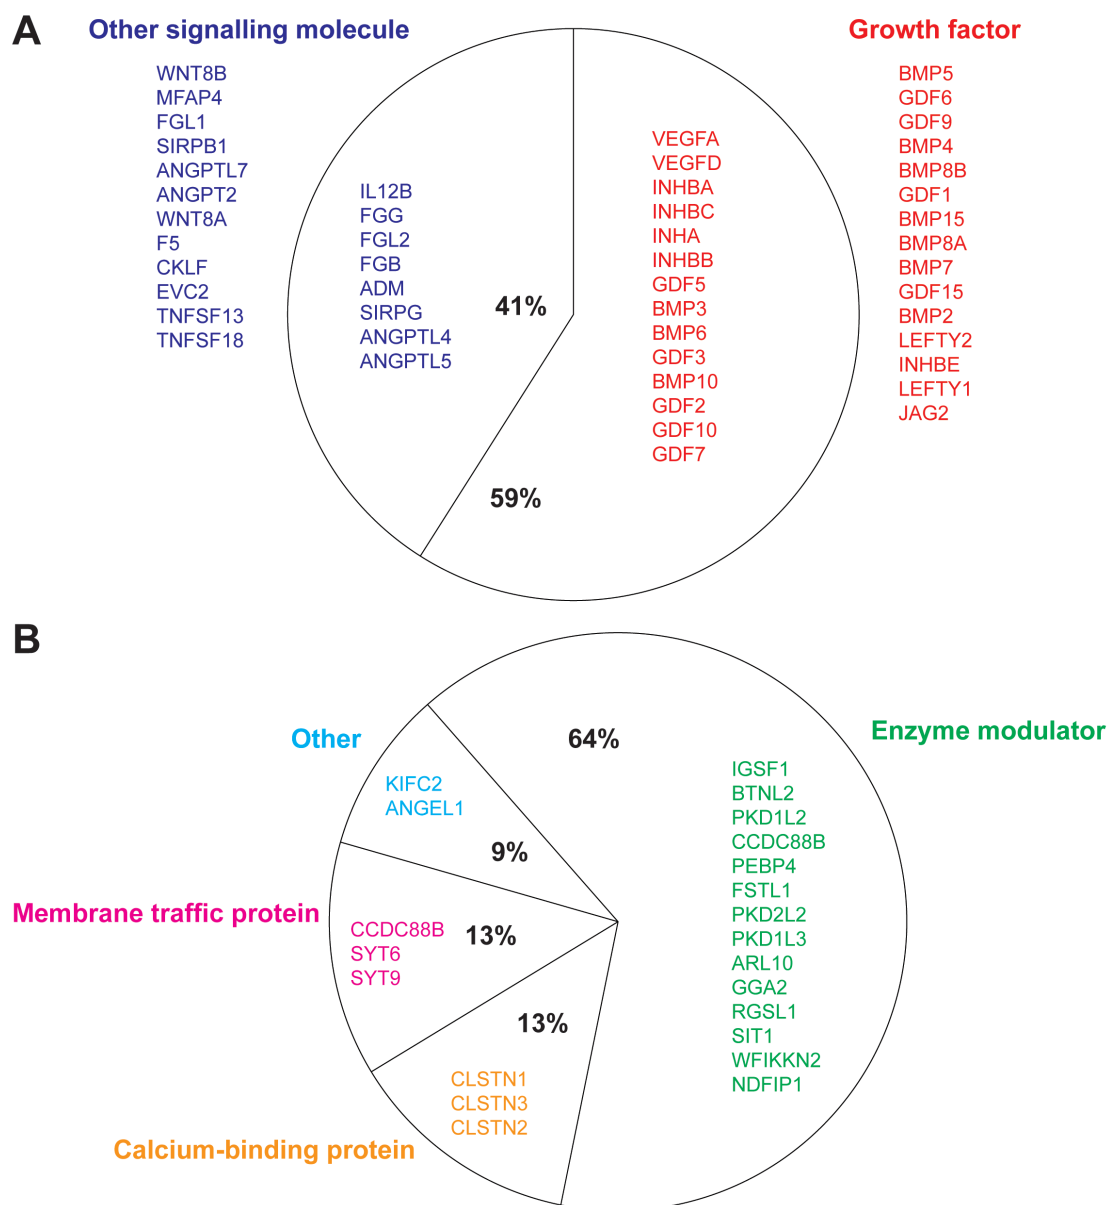 A
Other signalling molecule
WNT8B
MFAP4
FGL1
SIRPB1
ANGPTL7
ANGPT2
WNT8A
F5
CKLF
EVC2
TNFSF13
TNFSF18
IL12B
FGG
FGL2
FGB
ADM
SIRPG
ANGPTL4
ANGPTL5
41%
59%
VEGFA
VEGFD
INHBA
INHBC
INHA
INHBB
GDF5
BMP3
BMP6
GDF3
BMP10
GDF2
GDF10
GDF7
Growth factor
BMP5
GDF6
GDF9
BMP4
BMP8B
GDF1
BMP15
BMP8A
BMP7
GDF15
BMP2
LEFTY2
INHBE
LEFTY1
JAG2
B
Other
KIFC2
ANGEL1
9%
Membrane traffic protein
CCDC88B
SYT6
SYT9
13%
13%
CLSTN1
CLSTN3
CLSTN2
Calcium-binding protein
64%
Enzyme modulator
IGSF1
BTNL2
PKD1L2
CCDC88B
PEBP4
FSTL1
PKD2L2
PKD1L3
ARL10
GGA2
RGSL1
SIT1
WFIKKN2
NDFIP1